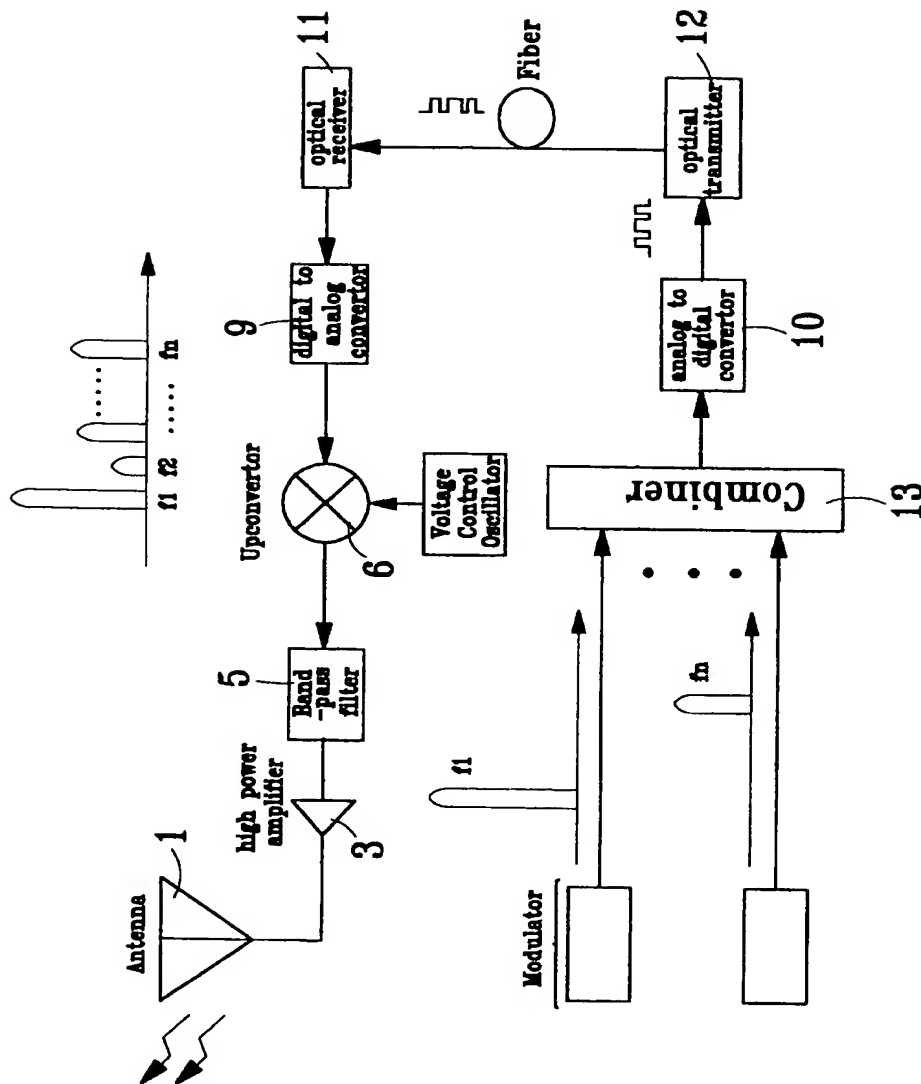 Antenna
1
high power
amplifier
3
5
Band
-pass
filter
Upconvertor
6
Voltage
Control
Oscillator
9
digital to
analog
convertor
11
optical
receiver
Fiber
f1 f2 ..... fn
......
Modulator
f1
fn
Combiner
13
analog to
digital
convertor
10
optical
transmitter
12